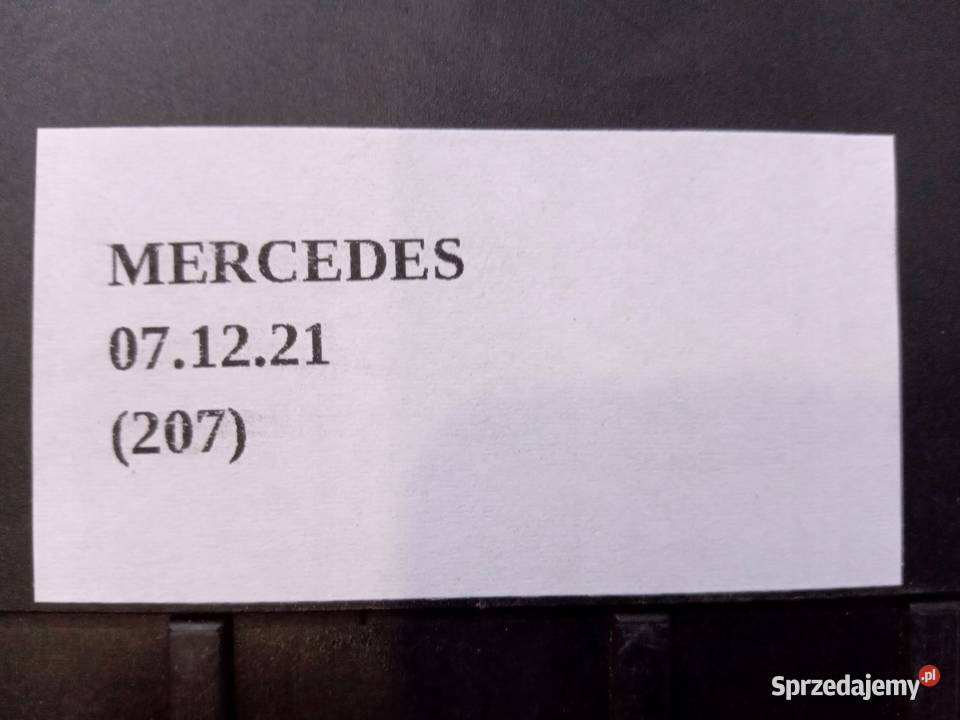 MERCEDES
07.12.21
(207)
Sprzedajemy.pl